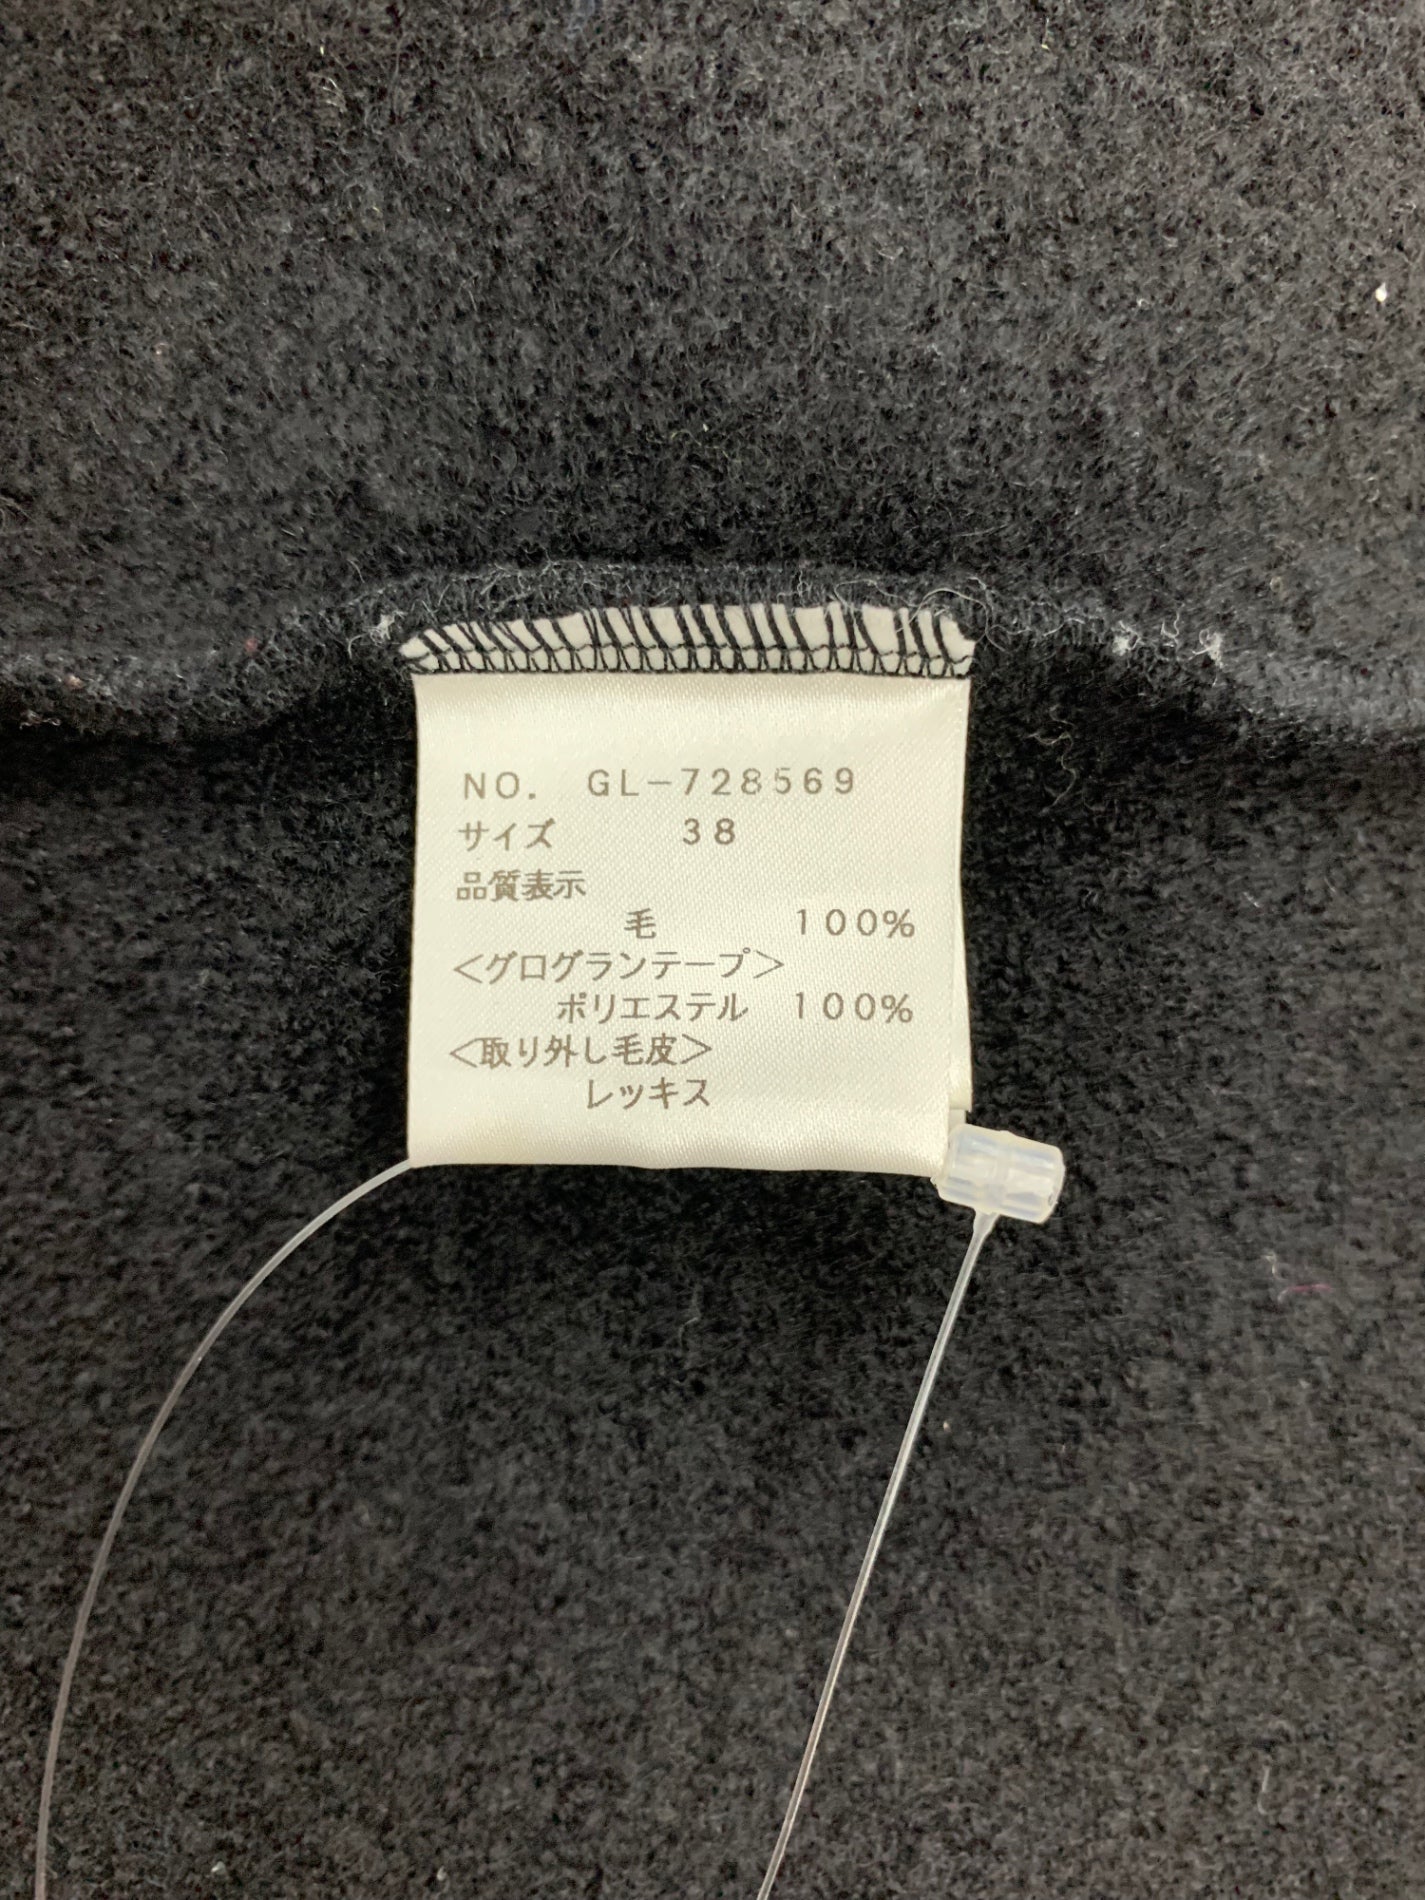 NO. GL-728569
サイズ 38
品質表示
毛 100%
<グログランテープ>
ポリエステル 100%
<取り外し毛皮>
レッキス